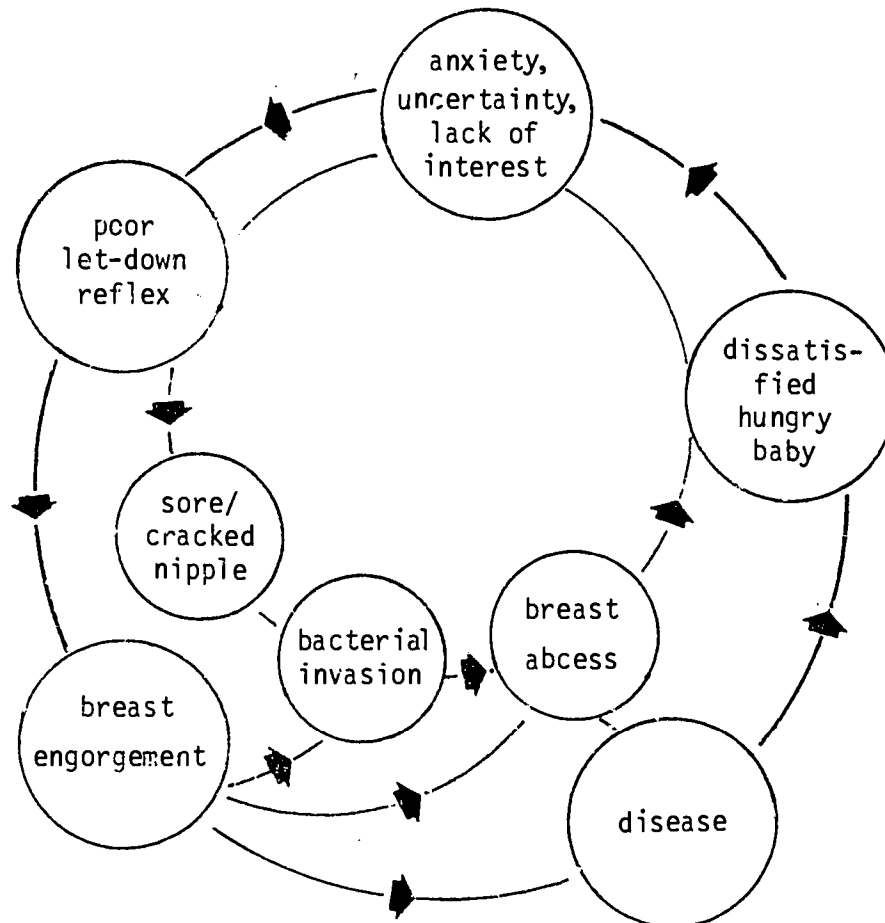 anxiety,
uncertainty,
lack of
interest
poor
let-down
reflex
dissatis-
fied
hungry
baby
sore/
cracked
nipple
bacterial
invasion
breast
abcess
breast
engorgement
disease